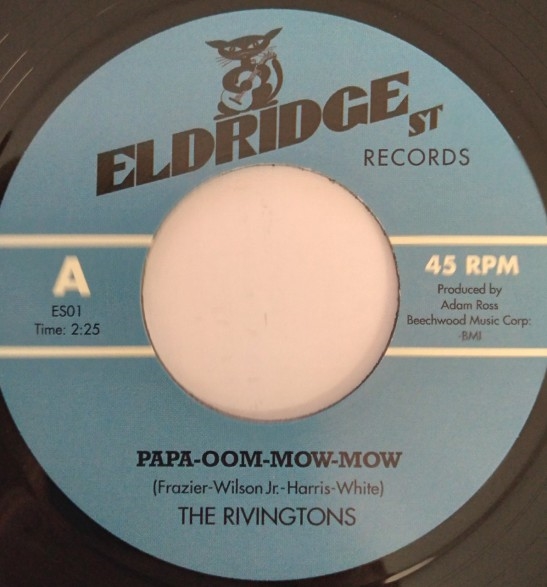 ELDRIDGE ST
RECORDS
A
ES01
Time: 2:25
45 RPM
Produced by
Adam Ross
Beechwood Music Corp:
BMI
PAPA-OOM-MOW-MOW
(Frazier-Wilson Jr.-Harris-White)
THE RIVINGTONS